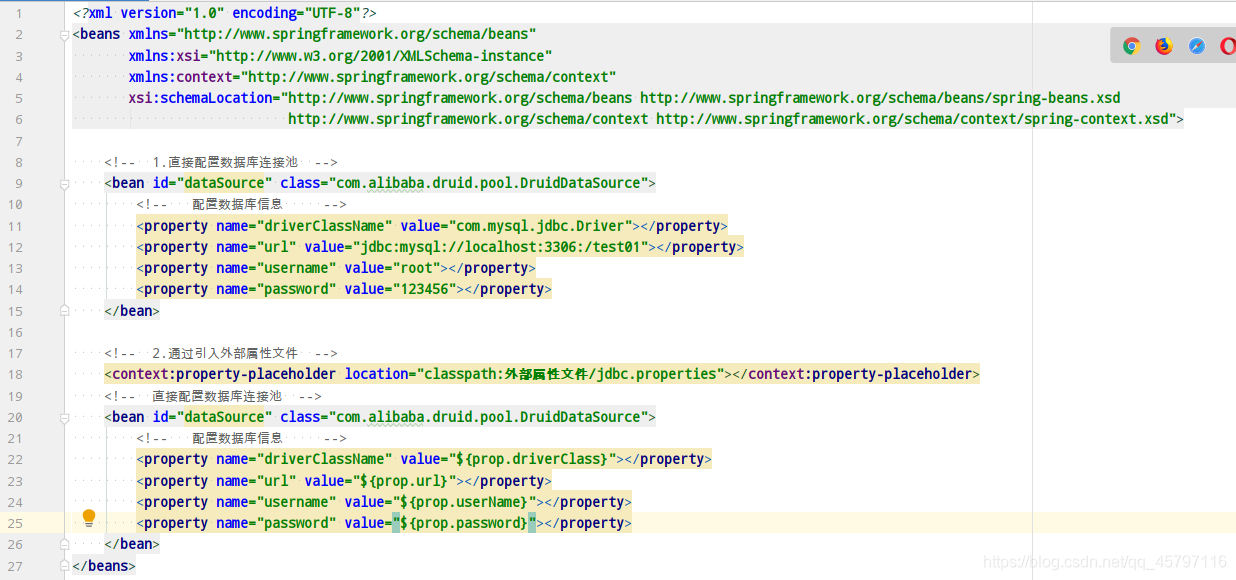 1 <?xml version="1.0" encoding="UTF-8"?>
2 <beans xmlns="http://www.springframework.org/schema/beans"
3 xmlns:xsi="http://www.w3.org/2001/XMLSchema-instance"
4 xmlns:context="http://www.springframework.org/schema/context"
5 xsi:schemaLocation="http://www.springframework.org/schema/beans http://www.springframework.org/schema/beans/spring-beans.xsd
6 http://www.springframework.org/schema/context http://www.springframework.org/schema/context/spring-context.xsd">
7
8 <!-- 1.直接配置数据库连接池 -->
9 <bean id="dataSource" class="com.alibaba.druid.pool.DruidDataSource">
10 <!-- 配置数据库信息 -->
11 <property name="driverClassName" value="com.mysql.jdbc.Driver"></property>
12 <property name="url" value="jdbc:mysql://localhost:3306:/test01"></property>
13 <property name="username" value="root"></property>
14 <property name="password" value="123456"></property>
15 </bean>
16
17 <!-- 2.通过引入外部属性文件 -->
18 <context:property-placeholder location="classpath:外部属性文件/jdbc.properties"></context:property-placeholder>
19 <!-- 直接配置数据库连接池 -->
20 <bean id="dataSource" class="com.alibaba.druid.pool.DruidDataSource">
21 <!-- 配置数据库信息 -->
22 <property name="driverClassName" value="${prop.driverClass}"></property>
23 <property name="url" value="${prop.url}"></property>
24 <property name="username" value="${prop.userName}"></property>
25 <property name="password" value="${prop.password}"></property>
26 </bean>
27 </beans>
https://blog.csdn.net/qq_45797116